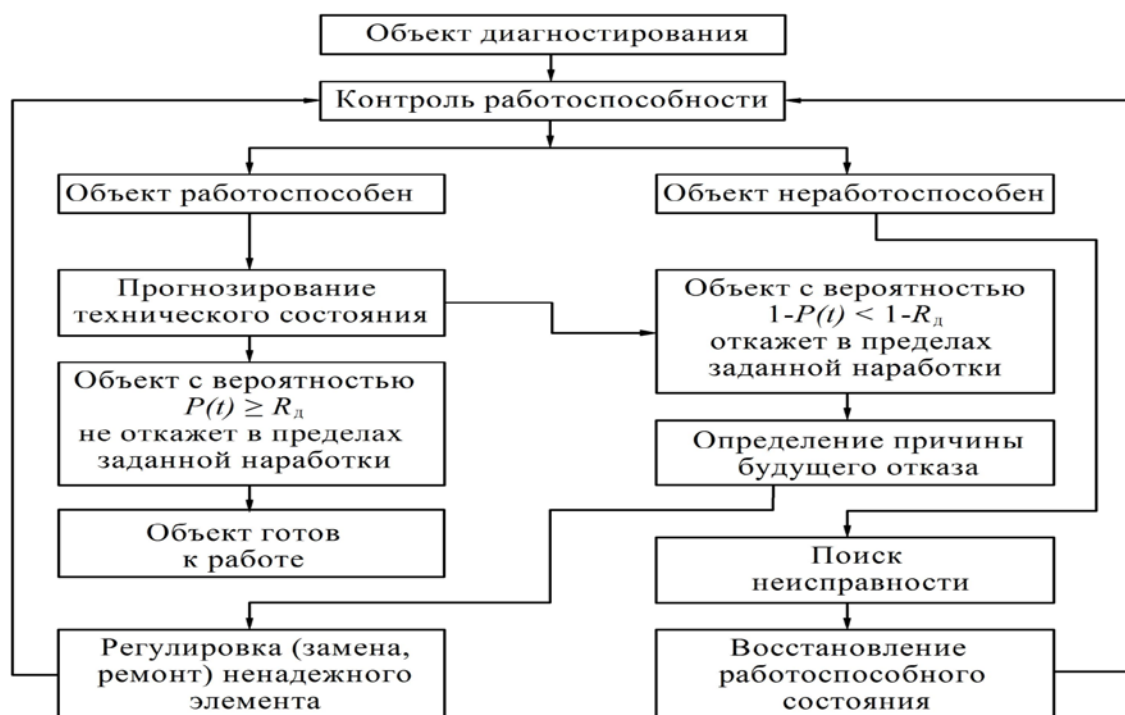 Объект диагностирования
Контроль работоспособности
Объект работоспособен
Объект неработоспособен
Прогнозирование
технического состояния
Объект с вероятностью
1-P(t) < 1-Rд
откажет в пределах
заданной наработки
Объект с вероятностью
P(t) ≥ Rд
не откажет в пределах
заданной наработки
Определение причины
будущего отказа
Объект готов
к работе
Поиск
неисправности
Регулировка (замена,
ремонт) ненадежного
элемента
Восстановление
работоспособного
состояния